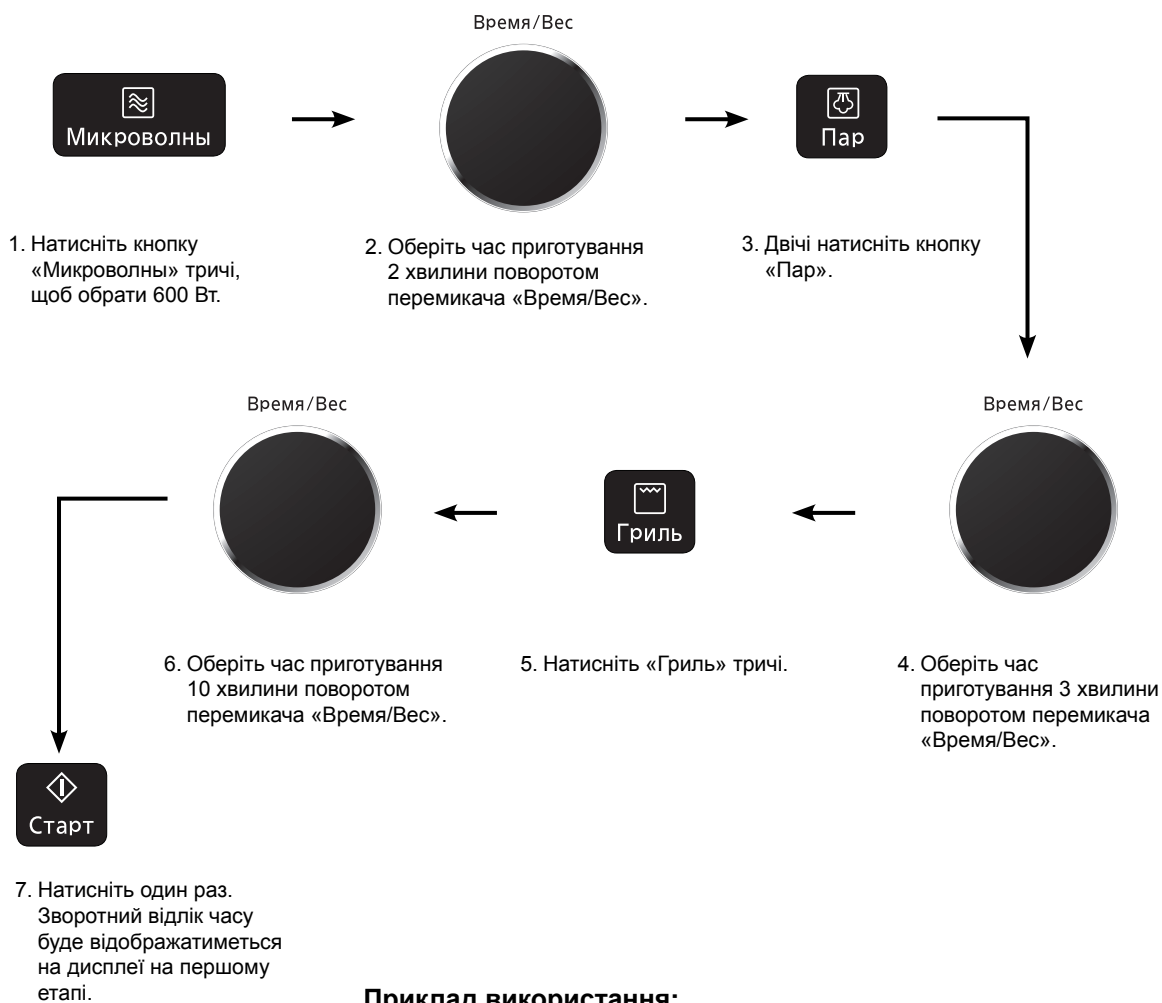 Время/Вес
Микроволны
Пар
1. Натисніть кнопку
«Микроволны» тричі,
щоб обрати 600 Вт.
2. Оберіть час приготування
2 хвилини поворотом
перемикача «Время/Вес».
3. Двічі натисніть кнопку
«Пар».
Время/Вес
Время/Вес
Гриль
6. Оберіть час приготування
10 хвилини поворотом
перемикача «Время/Вес».
5. Натисніть «Гриль» тричі.
4. Оберіть час
приготування 3 хвилини
поворотом перемикача
«Время/Вес».
Старт
7. Натисніть один раз.
Зворотний відлік часу
буде відображатиметься
на дисплеї на першому
етапі.
Приклад використання: